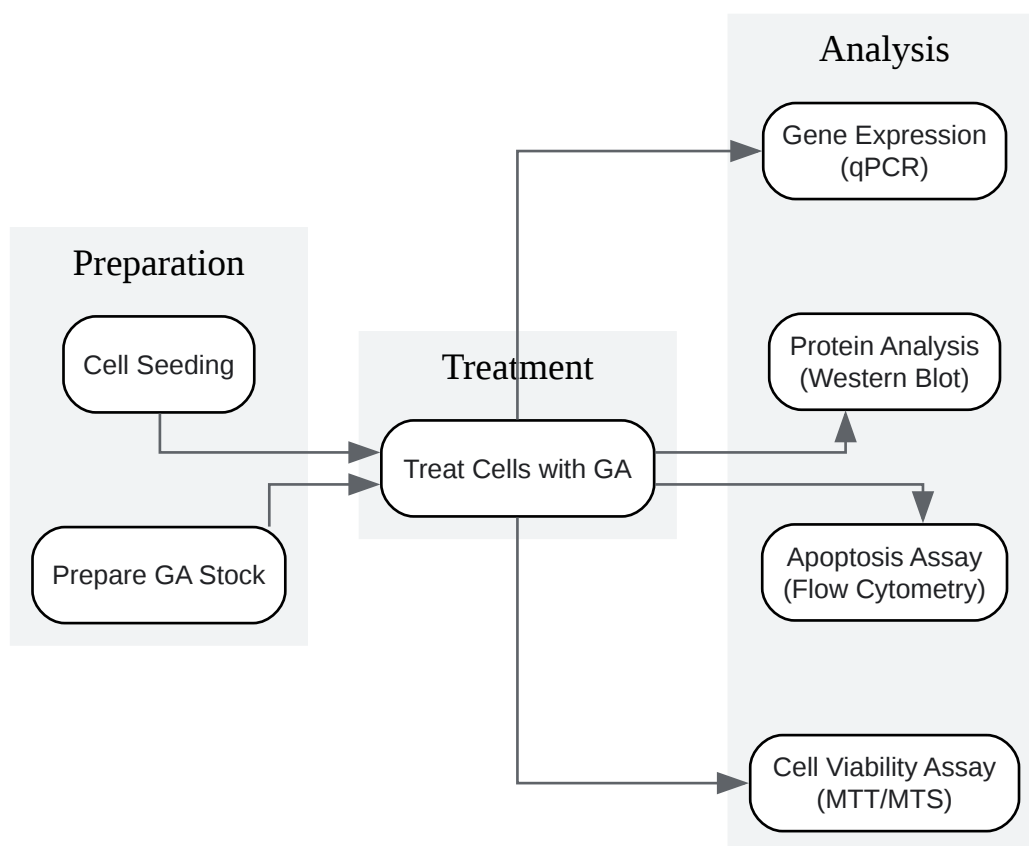 Preparation
Cell Seeding
Prepare GA Stock
Treatment
Treat Cells with GA
Analysis
Gene Expression
(qPCR)
Protein Analysis
(Western Blot)
Apoptosis Assay
(Flow Cytometry)
Cell Viability Assay
(MTT/MTS)